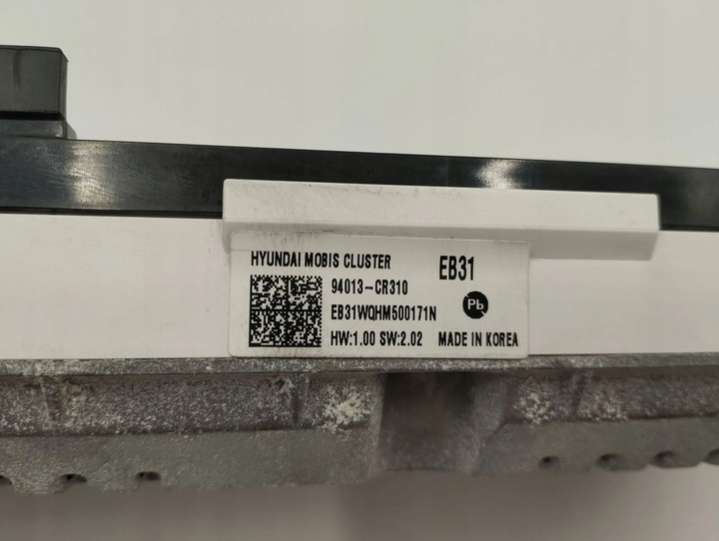 HYUNDAI MOBIS CLUSTER EB31
94013-CR310
Pb
EB31WQHM500171N
HW:1.00 SW:2.02 MADE IN KOREA